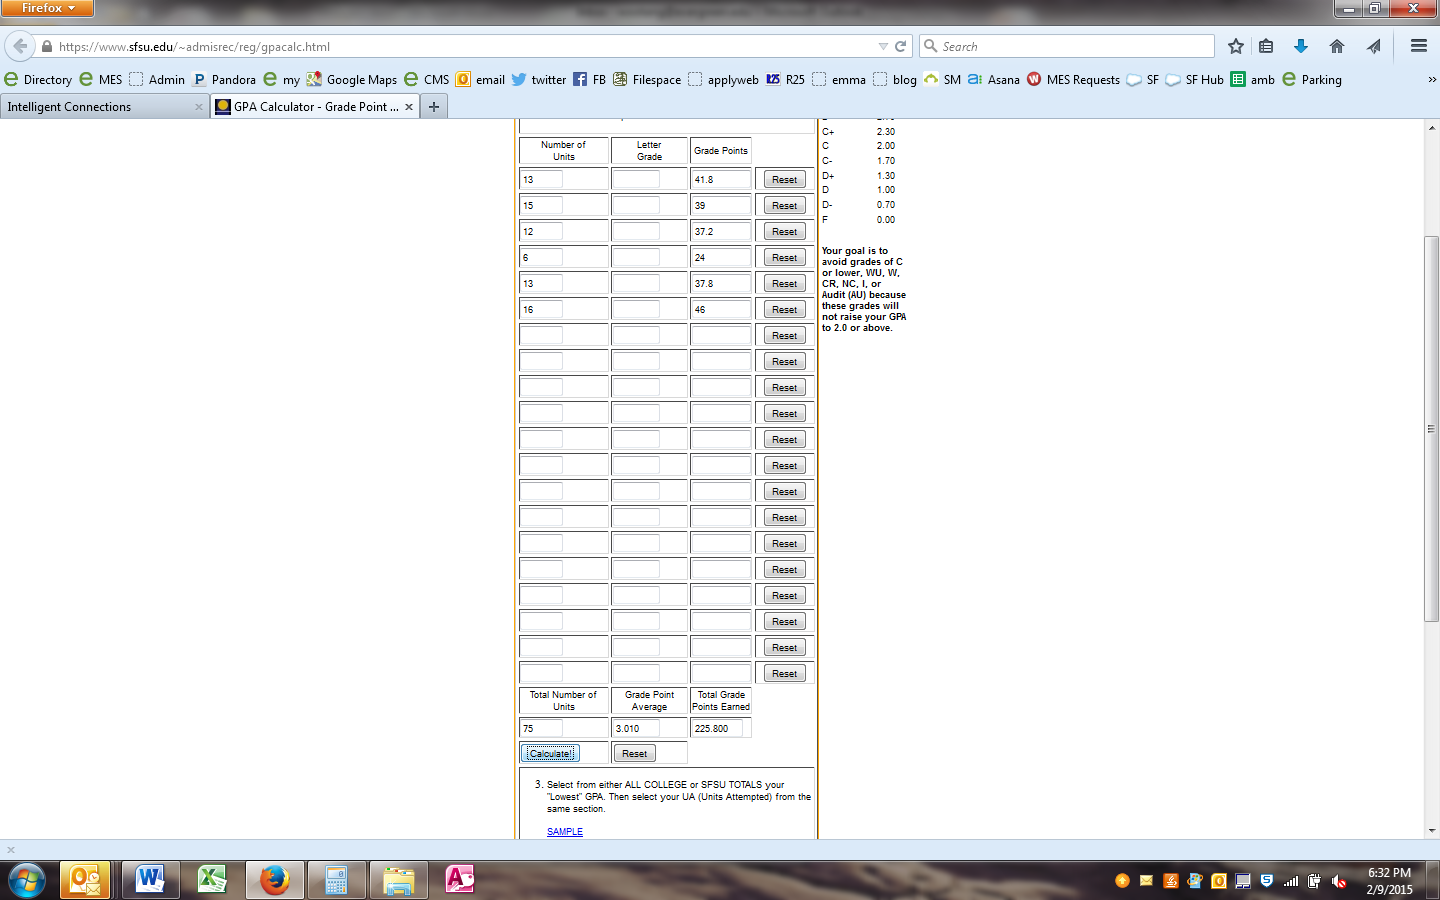 Firefox
https://www.sfsu.edu/~admisrec/reg/gpacalc.html
Search
Directory MES Admin Pandora my Google Maps CMS email twitter FB Filespace applyweb R25 emma blog SM Asana MES Requests SF SF Hub amb Parking »
Intelligent Connections × GPA Calculator - Grade Point ... × +
Number of Units Letter Grade Grade Points
13 41.8 Reset
15 39 Reset
12 37.2 Reset
6 24 Reset
13 37.8 Reset
16 46 Reset
Reset
Reset
Reset
Reset
Reset
Reset
Reset
Reset
Reset
Reset
Reset
Reset
Reset
Reset
Total Number of Units Grade Point Average Total Grade Points Earned
75 3.010 225.800
Calculate! Reset
3. Select from either ALL COLLEGE or SFSU TOTALS your
"Lowest" GPA. Then select your UA (Units Attempted) from the
same section.
SAMPLE
C+ 2.30
C 2.00
C- 1.70
D+ 1.30
D 1.00
D- 0.70
F 0.00
Your goal is to
avoid grades of C
or lower, WU, W,
CR, NC, I, or
Audit (AU) because
these grades will
not raise your GPA
to 2.0 or above.
6:32 PM
2/9/2015